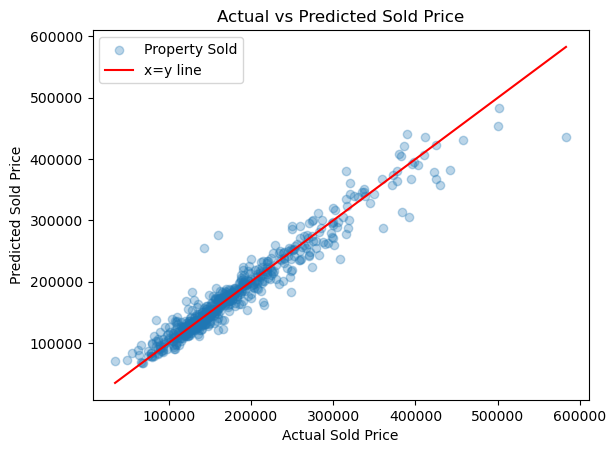 Actual vs Predicted Sold Price
Property Sold
x=y line
600000
500000
400000
300000
200000
100000
Predicted Sold Price
100000 200000 300000 400000 500000 600000
Actual Sold Price